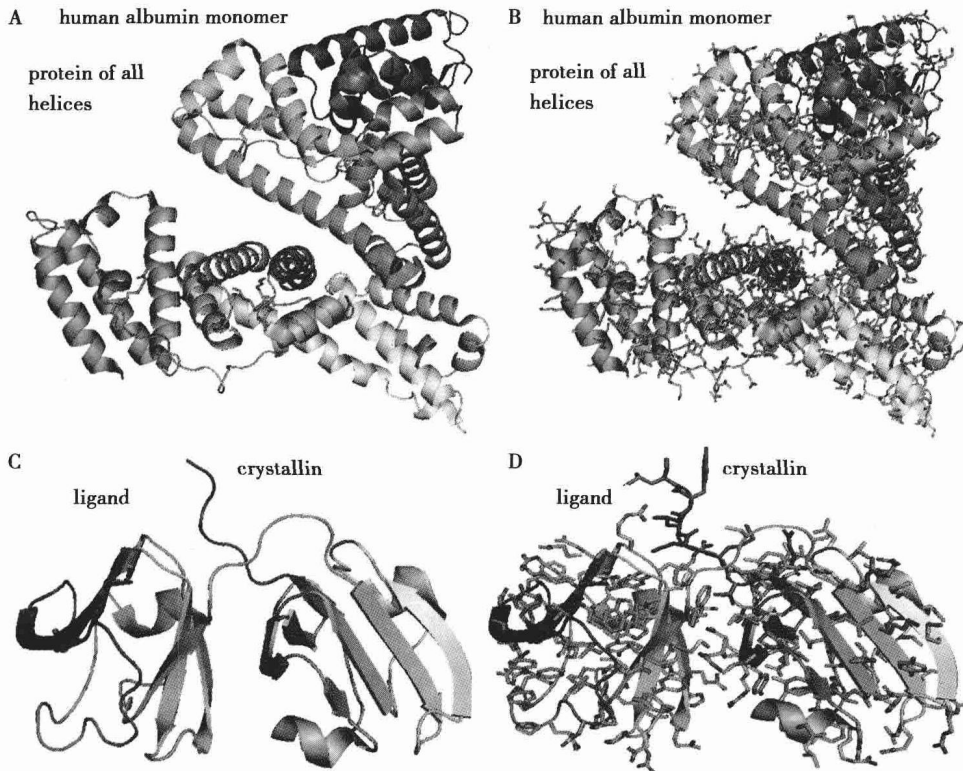 A human albumin monomer
protein of all
helices
B human albumin monomer
protein of all
helices
C crystallin
ligand
D crystallin
ligand